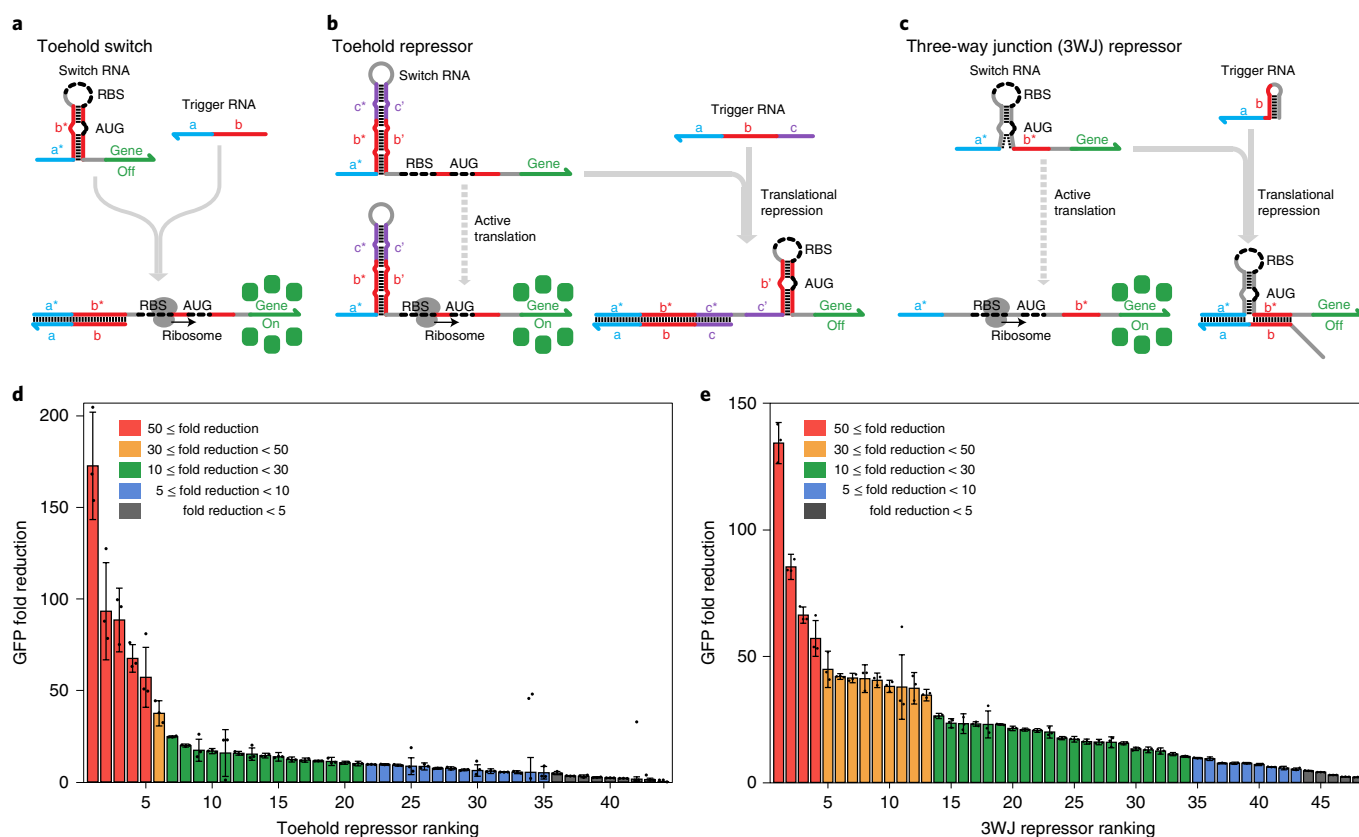 a
Toehold switch
Switch RNA
RBS
Trigger RNA
b*
AUG
a
b
a*
Gene
Off
a*
b*
RBS
AUG
Gene
a
b
Ribosome
On
b
Toehold repressor
Switch RNA
c*
c'
b*
b'
a*
RBS
AUG
Gene
Trigger RNA
a
b
c
Active
translation
Translational
repression
c*
c'
b*
b'
a*
RBS
AUG
Gene
On
Ribosome
RBS
b'
AUG
a*
b*
c*
c'
Gene
a
b
c
Off
c
Three-way junction (3WJ) repressor
Switch RNA
RBS
AUG
a*
b*
Gene
Trigger RNA
b
a
Active
translation
Translational
repression
a*
RBS
AUG
b*
Gene
Ribosome
On
RBS
AUG
a*
b*
Gene
a
b
Off
d
GFP fold reduction
200
150
100
50
0
50 ≤ fold reduction
30 ≤ fold reduction < 50
10 ≤ fold reduction < 30
5 ≤ fold reduction < 10
fold reduction < 5
5 10 15 20 25 30 35 40
Toehold repressor ranking
e
GFP fold reduction
150
100
50
0
50 ≤ fold reduction
30 ≤ fold reduction < 50
10 ≤ fold reduction < 30
5 ≤ fold reduction < 10
fold reduction < 5
5 10 15 20 25 30 35 40 45
3WJ repressor ranking